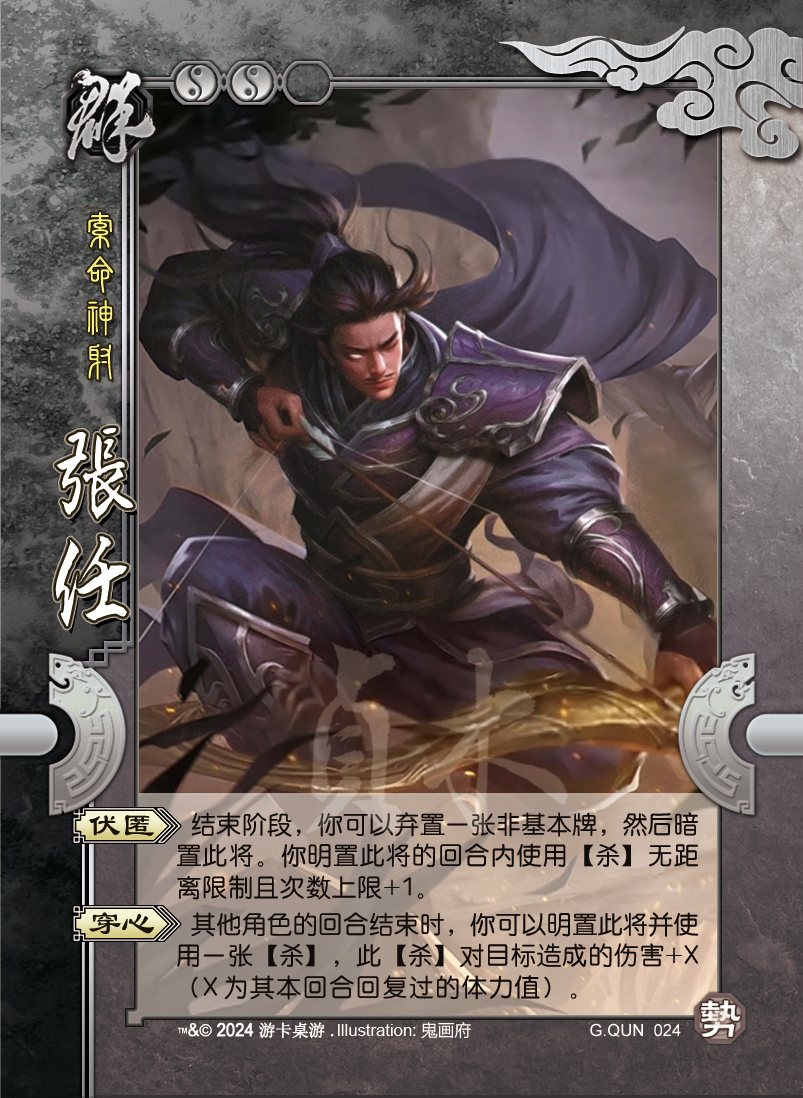 群
索命神射
張任
貞木
伏匿
结束阶段，你可以弃置一张非基本牌，然后暗
置此将。你明置此将的回合内使用【杀】无距
离限制且次数上限+1。
穿心
其他角色的回合结束时，你可以明置此将并使
用一张【杀】，此【杀】对目标造成的伤害+X
（X为其本回合回复过的体力值）。
™&© 2024 游卡桌游 . Illustration: 鬼画府
G.QUN 024
勢